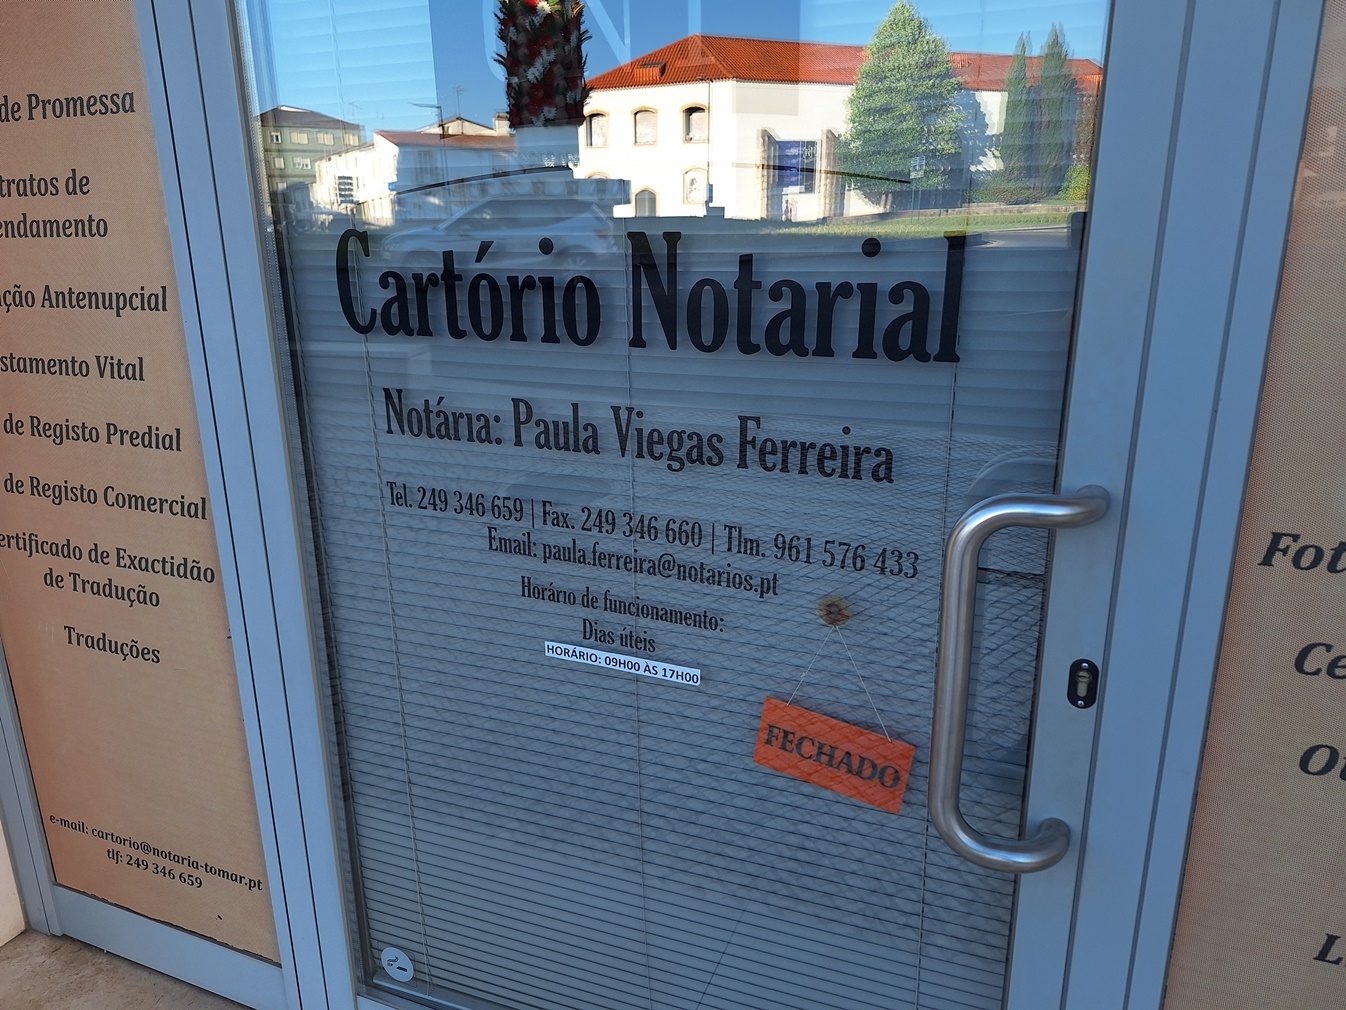 de Promessa
tratos de
endamento
ção Antenupcial
stamento Vital
de Registo Predial
de Registo Comercial
ertificado de Exactidão
de Tradução
Traduções
e-mail: cartorio@notaria-tomar.pt
tlf: 249 346 659
Cartório Notarial
Notária: Paula Viegas Ferreira
Tel. 249 346 659 | Fax. 249 346 660 | Tlm. 961 576 433
Email: paula.ferreira@notarios.pt
Horário de funcionamento:
Dias úteis
HORÁRIO: 09H00 ÀS 17H00
FECHADO
Fot
Ce